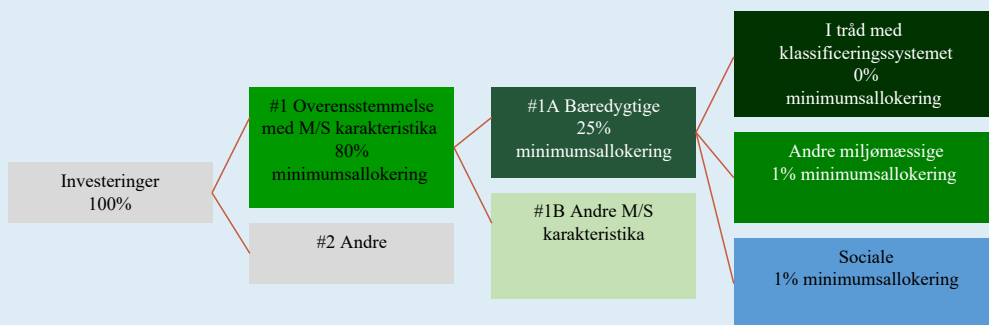 Investeringer
100%
#1 Overensstemmelse
med M/S karakteristika
80%
minimumsallokering
#2 Andre
#1A Bæredygtige
25%
minimumsallokering
#1B Andre M/S
karakteristika
I tråd med
klassificeringssystemet
0%
minimumsallokering
Andre miljømæssige
1% minimumsallokering
Sociale
1% minimumsallokering